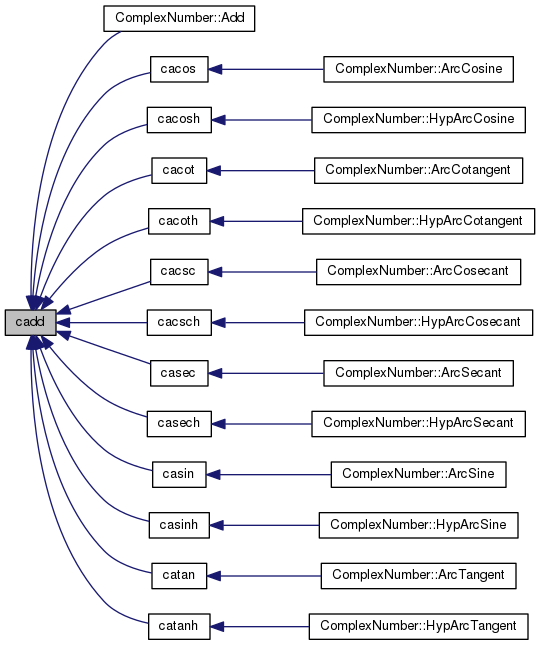 ComplexNumber::Add
cacos
ComplexNumber::ArcCosine
cacosh
ComplexNumber::HypArcCosine
cacot
ComplexNumber::ArcCotangent
cacoth
ComplexNumber::HypArcCotangent
cacsc
ComplexNumber::ArcCosecant
cadd
cacsch
ComplexNumber::HypArcCosecant
casec
ComplexNumber::ArcSecant
casech
ComplexNumber::HypArcSecant
casin
ComplexNumber::ArcSine
casinh
ComplexNumber::HypArcSine
catan
ComplexNumber::ArcTangent
catanh
ComplexNumber::HypArcTangent